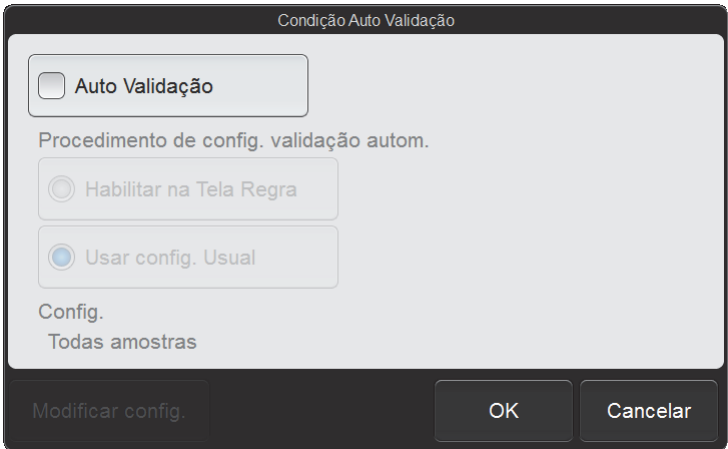 Condição Auto Validação
Auto Validação
Procedimento de config. validação autom.
Habilitar na Tela Regra
Usar config. Usual
Config.
Todas amostras
Modificar config.
OK
Cancelar